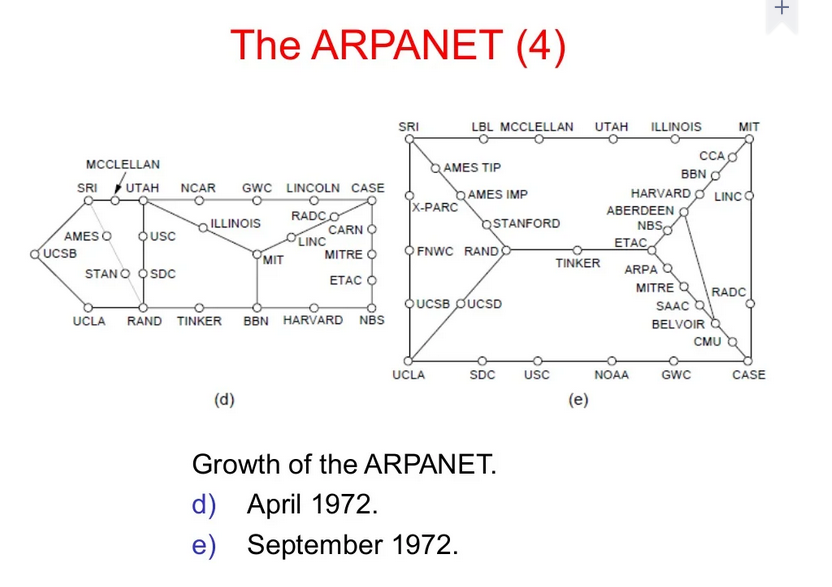 The ARPANET (4)
MCCLELLAN
SRI UTAH NCAR GWC LINCOLN CASE
ILLINOIS RADC
CARN
AMES USC LINC
UCSB MIT MITRE
STAN SDC ETAC
UCLA RAND TINKER BBN HARVARD NBS
(d)
SRI LBL MCCLELLAN UTAH ILLINOIS MIT
CCA
AMES TIP BBN
AMES IMP HARVARD LINC
X-PARC ABERDEEN
STANFORD NBS
FNWC RAND ETAC
TINKER ARPA
MITRE RADC
UCSB UCSD SAAC
BELVOIR
CMU
UCLA SDC USC NOAA GWC CASE
(e)
Growth of the ARPANET.
d) April 1972.
e) September 1972.